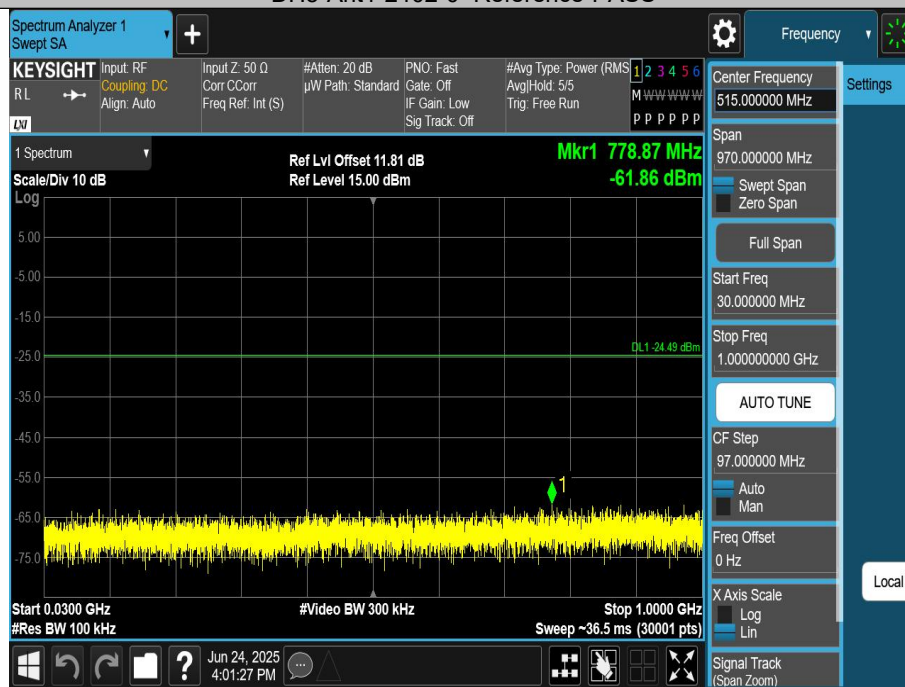 Spectrum Analyzer 1
Swept SA
Frequency
KEYSIGHT
RL
LXI
Input: RF
Coupling: DC
Align: Auto
Input Z: 50 Ω
Corr CCorr
Freq Ref: Int (S)
#Atten: 20 dB
µW Path: Standard
PNO: Fast
Gate: Off
IF Gain: Low
Sig Track: Off
#Avg Type: Power (RMS
Avg|Hold: 5/5
Trig: Free Run
1 2 3 4 5 6
M W W W W W
P P P P P P
1 Spectrum
Scale/Div 10 dB
Log
Ref Lvl Offset 11.81 dB
Ref Level 15.00 dBm
Mkr1 778.87 MHz
-61.86 dBm
5.00
-5.00
-15.0
-25.0
-35.0
-45.0
-55.0
-65.0
-75.0
DL1 -24.49 dBm
1
Start 0.0300 GHz
#Res BW 100 kHz
#Video BW 300 kHz
Stop 1.0000 GHz
Sweep ~36.5 ms (30001 pts)
Jun 24, 2025
4:01:27 PM
Center Frequency
515.000000 MHz
Span
970.000000 MHz
Swept Span
Zero Span
Full Span
Start Freq
30.000000 MHz
Stop Freq
1.000000000 GHz
AUTO TUNE
CF Step
97.000000 MHz
Auto
Man
Freq Offset
0 Hz
X Axis Scale
Log
Lin
Signal Track
(Span Zoom)
Settings
Local